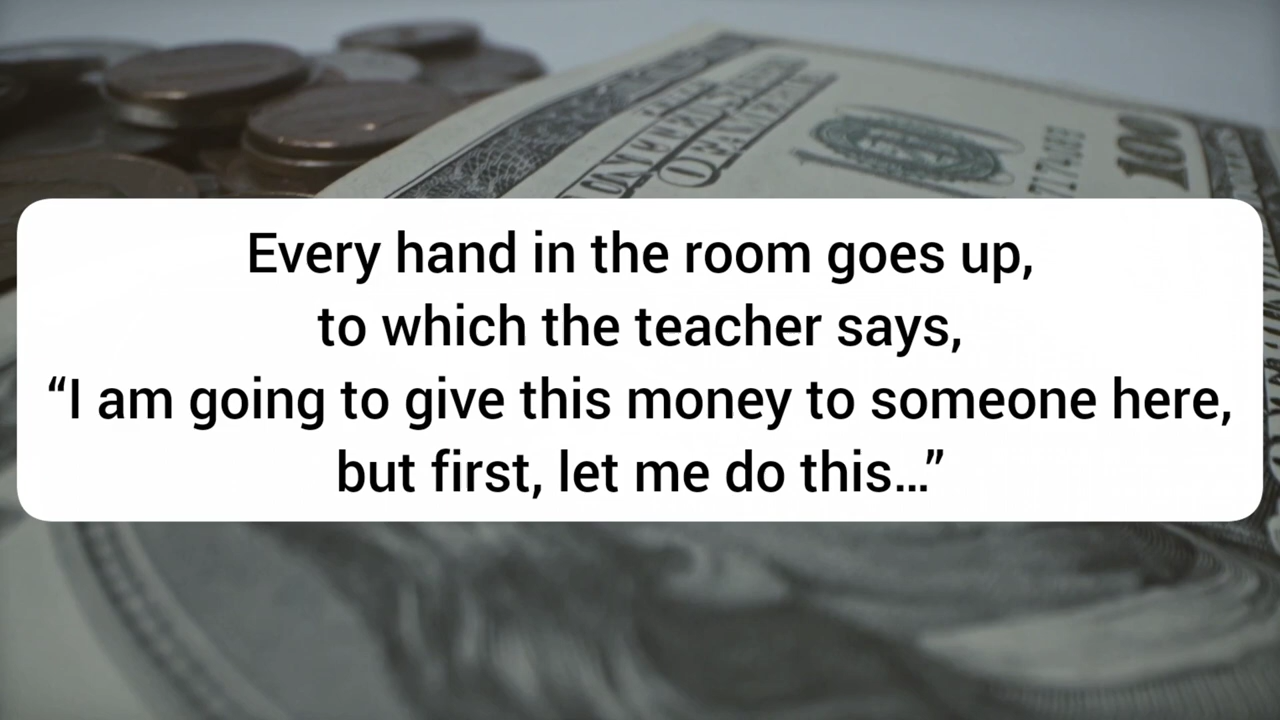 Every hand in the room goes up,
to which the teacher says,
“I am going to give this money to someone here,
but first, let me do this…”
100